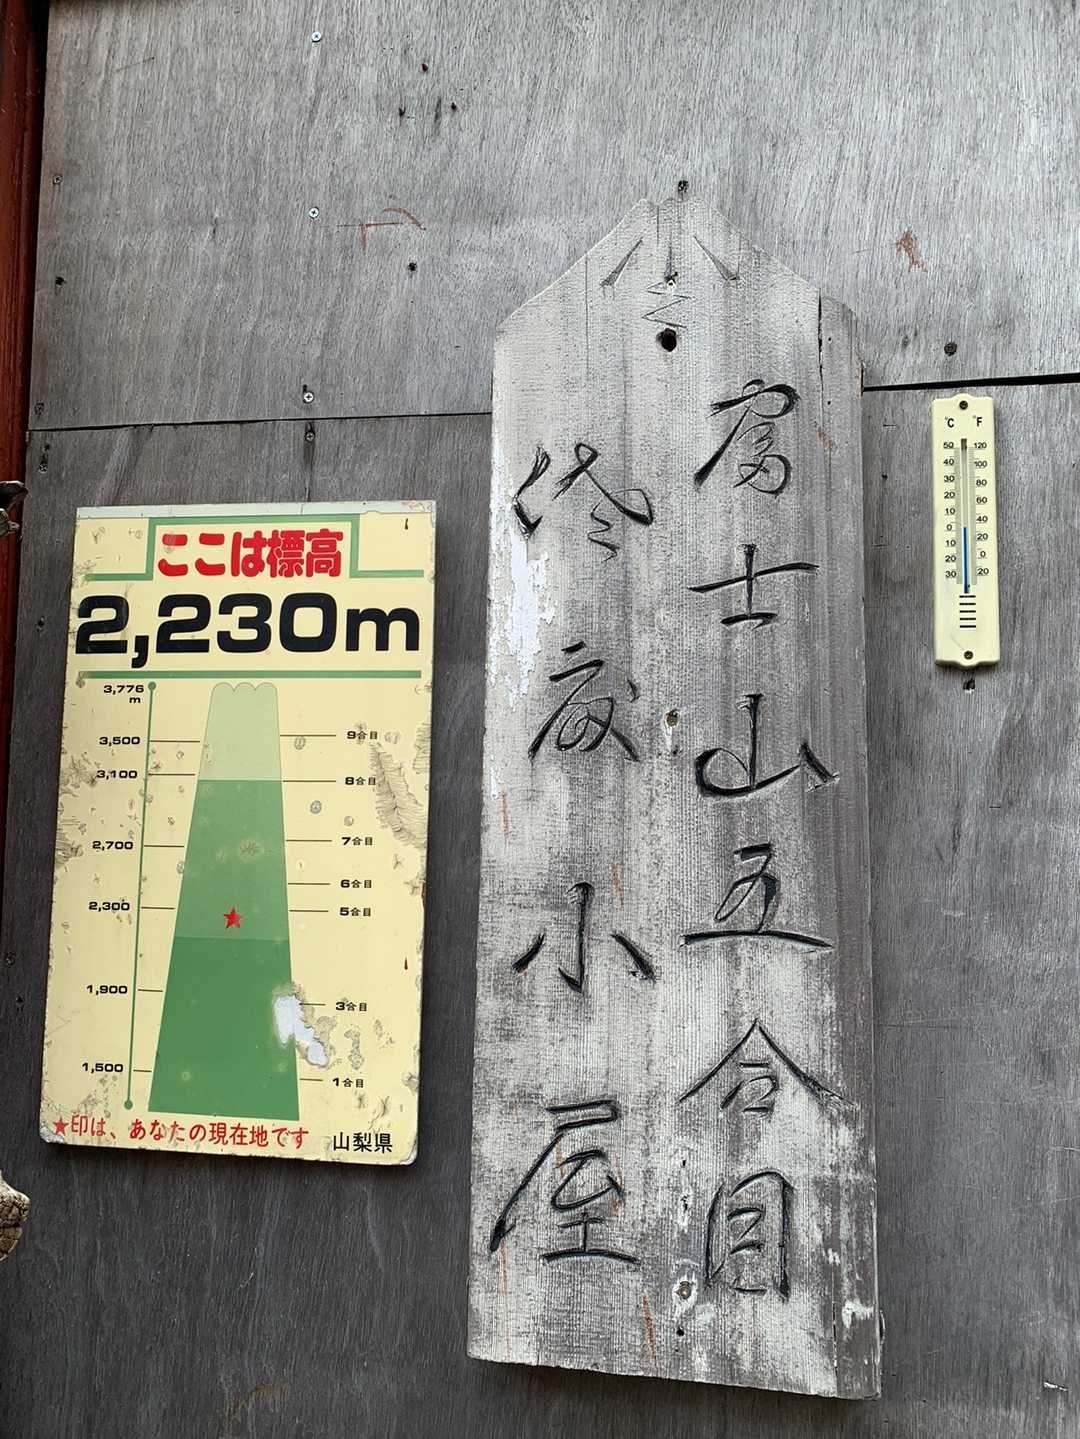 ここは標高
2,230m
3,776
m
3,500
3,100
2,700
2,300
1,900
1,500
9合目
8合目
7合目
6合目
5合目
3合目
1合目
★印は、あなたの現在地です
山梨県
富士山五合目
小屋
°C °F
50 120
40 100
30 80
20 60
10 40
0 20
10 0
20 20
30